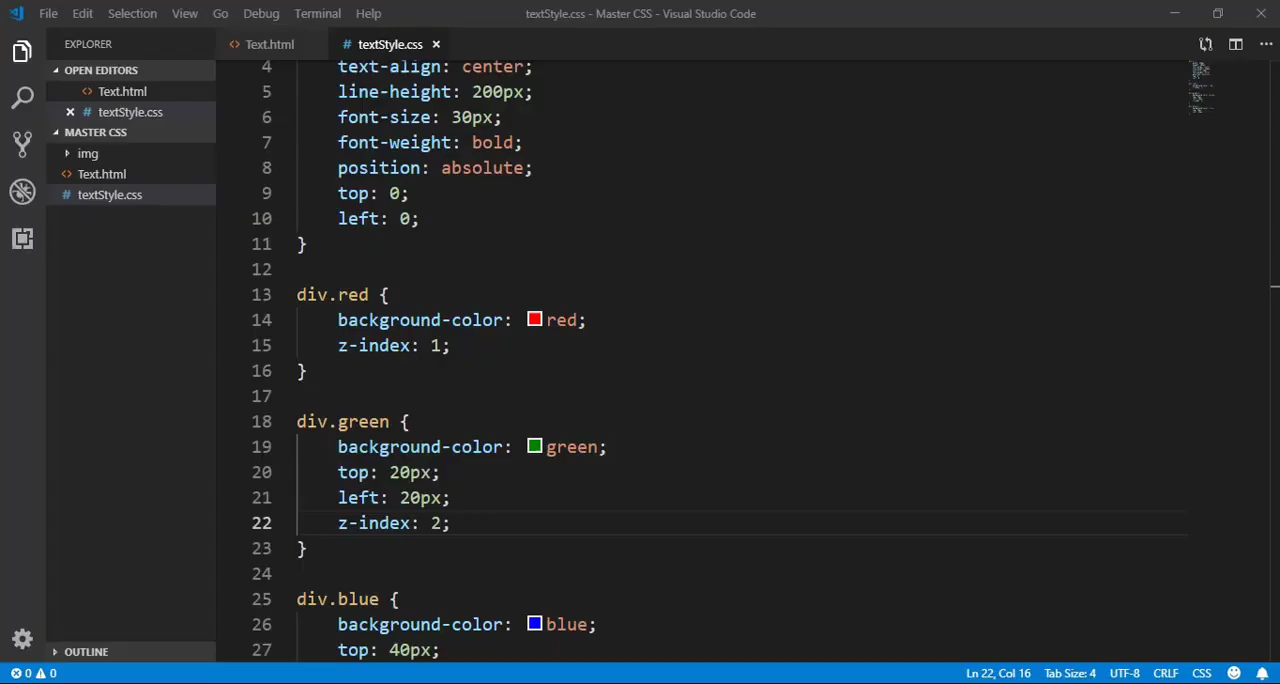 File Edit Selection View Go Debug Terminal Help
textStyle.css - Master CSS - Visual Studio Code
EXPLORER
OPEN EDITORS
Text.html
textStyle.css
MASTER CSS
img
Text.html
textStyle.css
OUTLINE
Text.html
textStyle.css
4 text-align: center;
5 line-height: 200px;
6 font-size: 30px;
7 font-weight: bold;
8 position: absolute;
9 top: 0;
10 left: 0;
11 }
12
13 div.red {
14 background-color: red;
15 z-index: 1;
16 }
17
18 div.green {
19 background-color: green;
20 top: 20px;
21 left: 20px;
22 z-index: 2;
23 }
24
25 div.blue {
26 background-color: blue;
27 top: 40px;
0 0 Ln 22, Col 16 Tab Size: 4 UTF-8 CRLF CSS